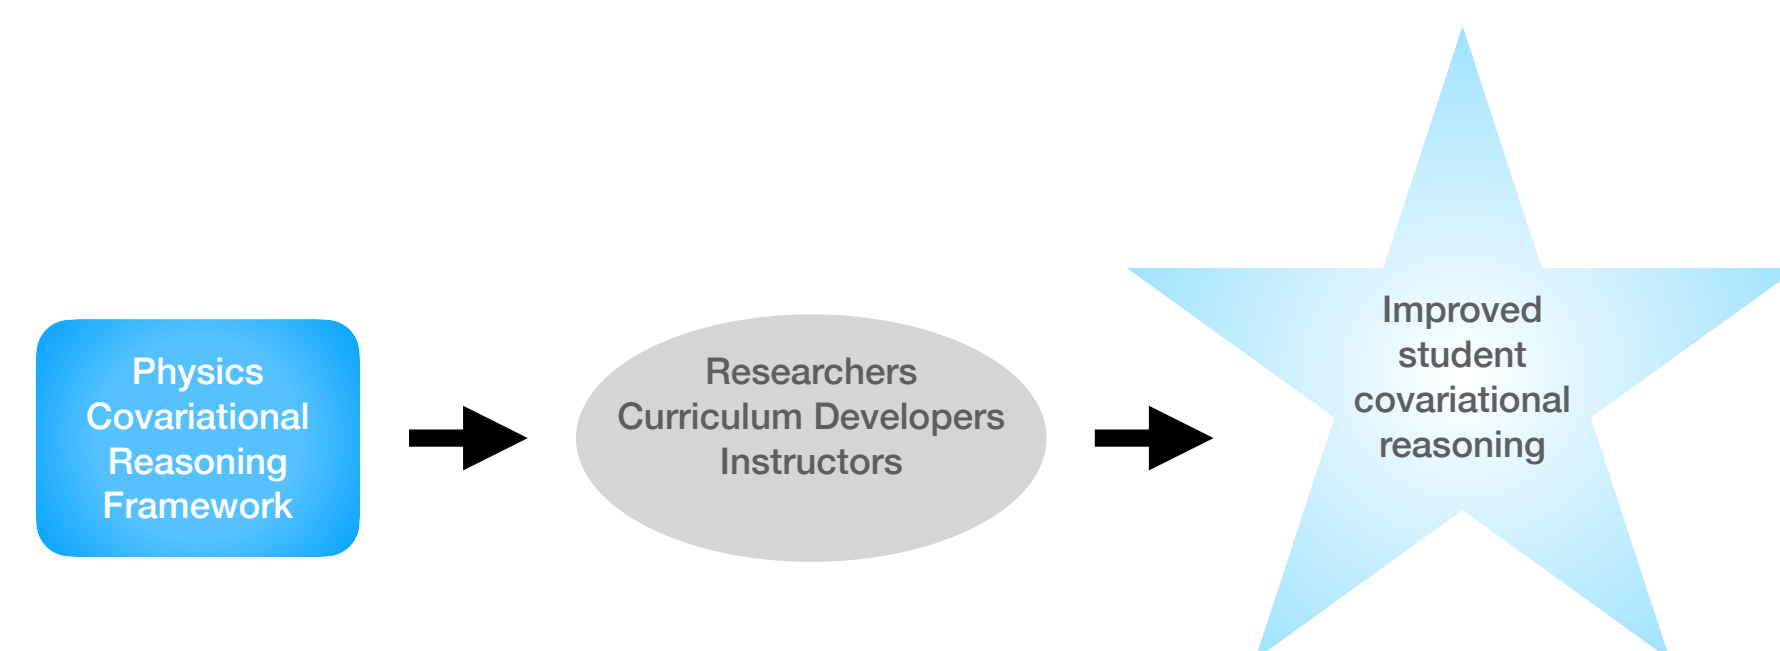 Physics
Covariational
Reasoning
Framework
Researchers
Curriculum Developers
Instructors
Improved
student
covariational
reasoning